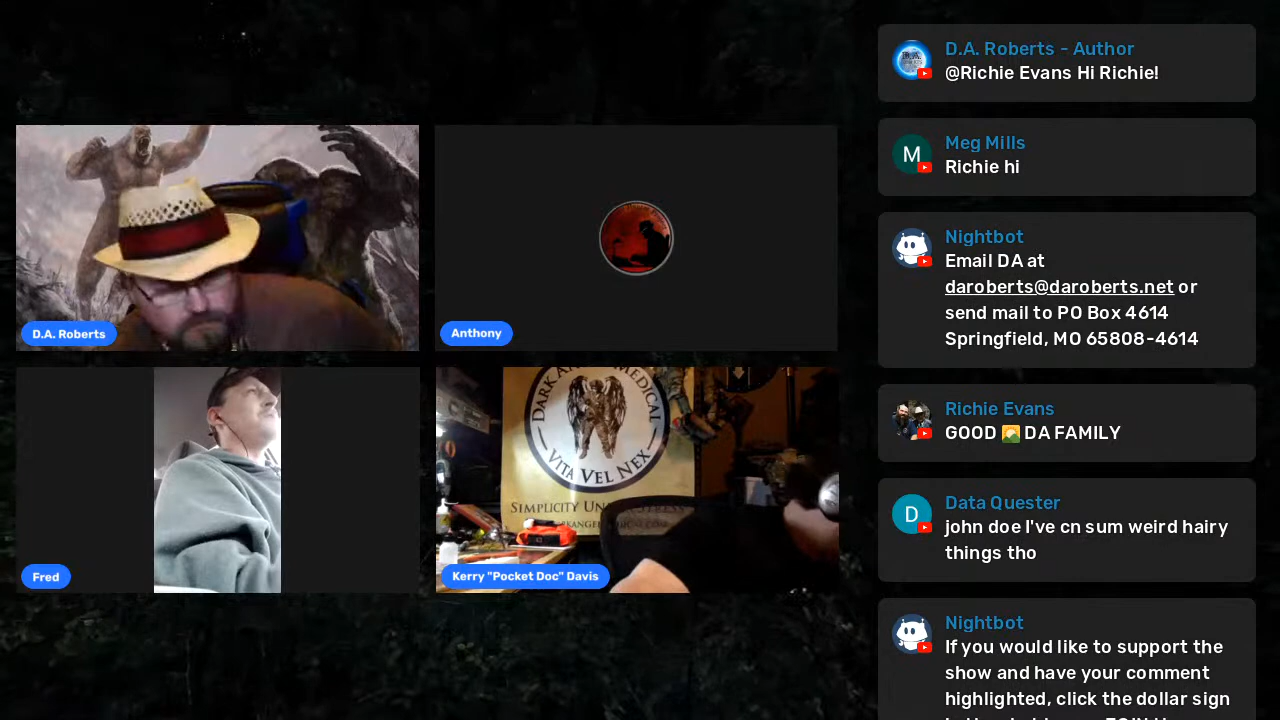 D.A. Roberts
Anthony
Fred
DARK ANGEL MEDICAL
VITA VEL NEX
SIMPLICITY UNDER STRESS
Kerry "Pocket Doc" Davis
D.A. Roberts - Author
@Richie Evans Hi Richie!
M
Meg Mills
Richie hi
Nightbot
Email DA at
daroberts@daroberts.net or
send mail to PO Box 4614
Springfield, MO 65808-4614
Richie Evans
GOOD 🌄 DA FAMILY
D
Data Quester
john doe I've cn sum weird hairy
things tho
Nightbot
If you would like to support the
show and have your comment
highlighted, click the dollar sign